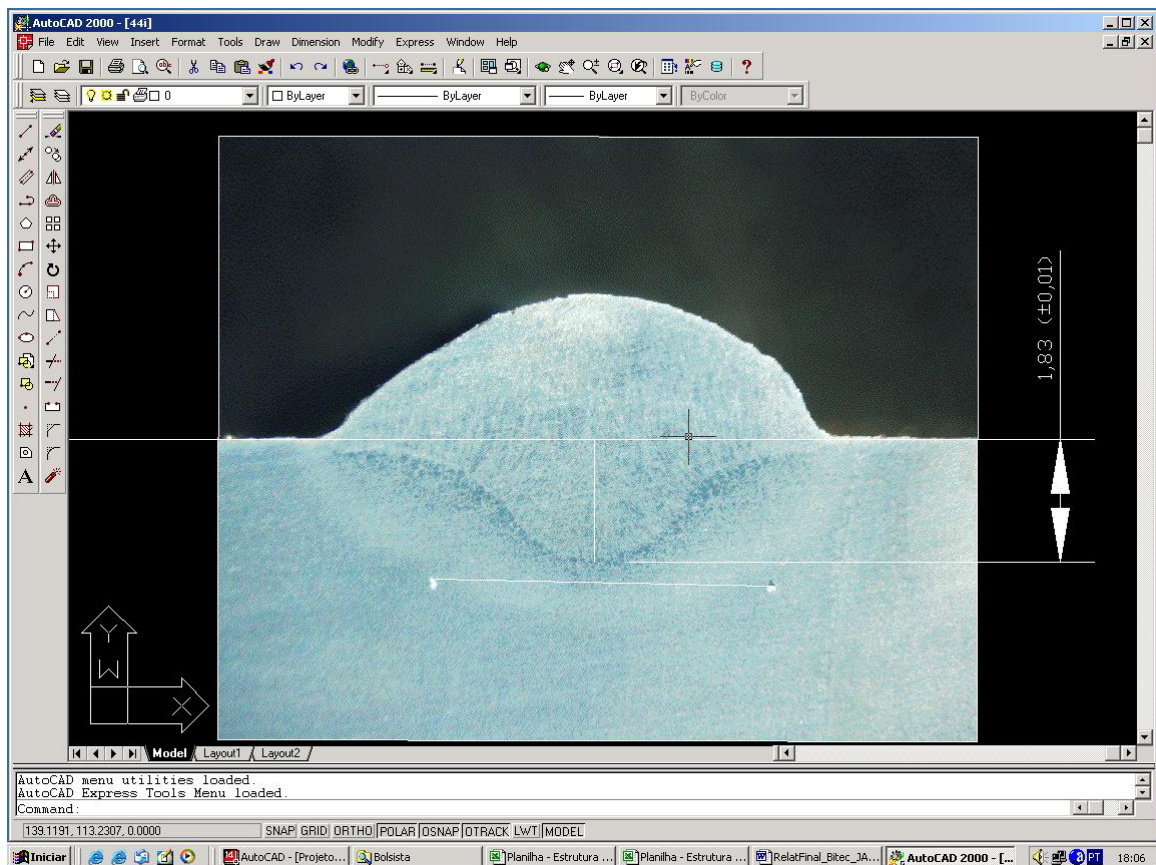 AutoCAD 2000 - [44i]
File Edit View Insert Format Tools Draw Dimension Modify Express Window Help
0 ByLayer ByLayer ByLayer ByColor
1,83 (±0,01)
Y
W
X
Model Layout1 Layout2
AutoCAD menu utilities loaded.
AutoCAD Express Tools Menu loaded.
Command:
139.1191, 113.2307, 0.0000 SNAP GRID ORTHO POLAR OSNAP OTRACK LWT MODEL
Iniciar AutoCAD - [Projeto... Bolsista Planilha - Estrutura ... Planilha - Estrutura ... RelatFinal_Bitec_JA... AutoCAD 2000 - [... PT 18:06